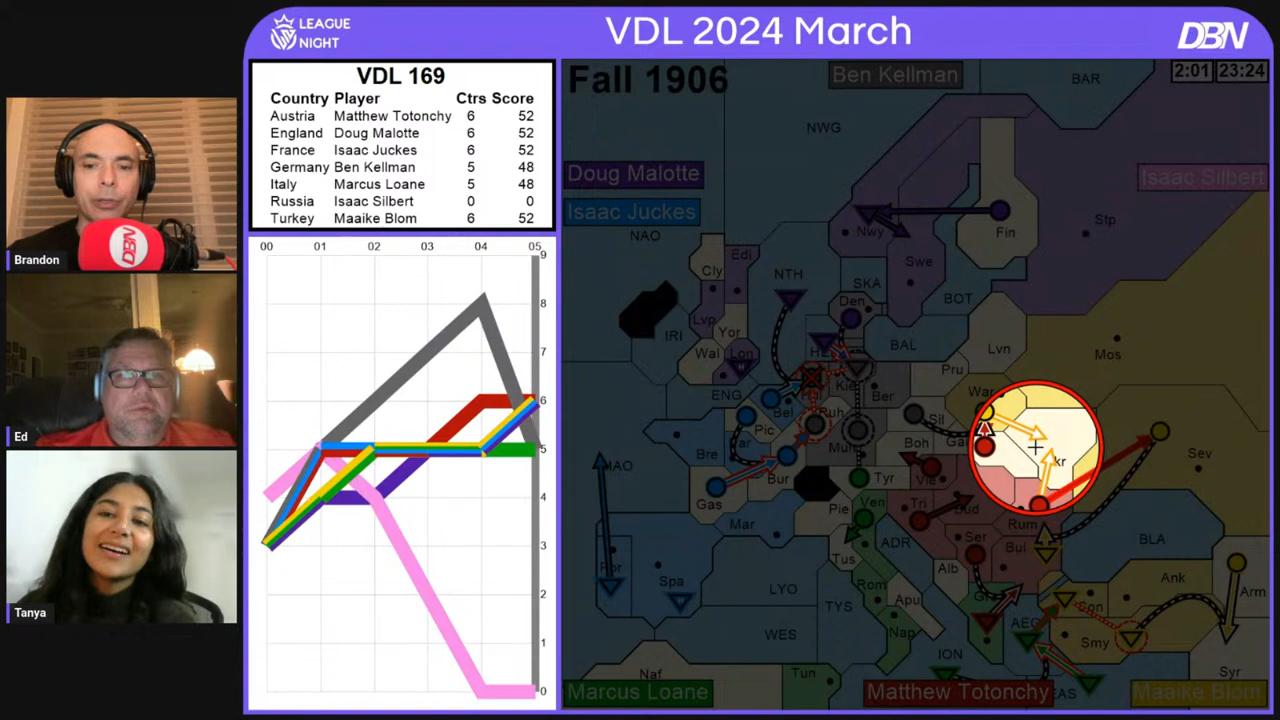 LEAGUE
NIGHT
VDL 2024 March
DBN
VDL 169
Country Player Ctrs Score
Austria Matthew Totonchy 6 52
England Doug Malotte 6 52
France Isaac Juckes 6 52
Germany Ben Kellman 5 48
Italy Marcus Loane 5 48
Russia Isaac Silbert 0 0
Turkey Maaike Blom 6 52
00 01 02 03 04 05
9
8
7
6
5
4
3
2
1
0
DBN
Brandon
Ed
Tanya
Fall 1906
Ben Kellman
2:01 23:24
BAR
NWG
Doug Malotte
Isaac Silbert
Isaac Juckes
NAO
Nwy
Fin
Stp
Cly
Edi
NTH
Swe
SKA
Den
BOT
Lvp
Yor
IRI
Wal
Lon
BAL
Lvn
Mos
Pru
Kie
Ber
War
ENG
Bel
Ruh
Sil
Pic
Bre
Mun
Boh
Sev
Tyr
Vie
Bur
Gas
Mar
Pie
Ven
Tri
Bud
Rum
Tus
ADR
Ser
Bul
BLA
Por
Spa
LYO
Rom
Apu
Alb
Ank
Arm
TYS
Nap
Con
AEG
Smy
WES
ION
Syr
Naf
Tun
EAS
Marcus Loane
Matthew Totonchy
Maaike Blom